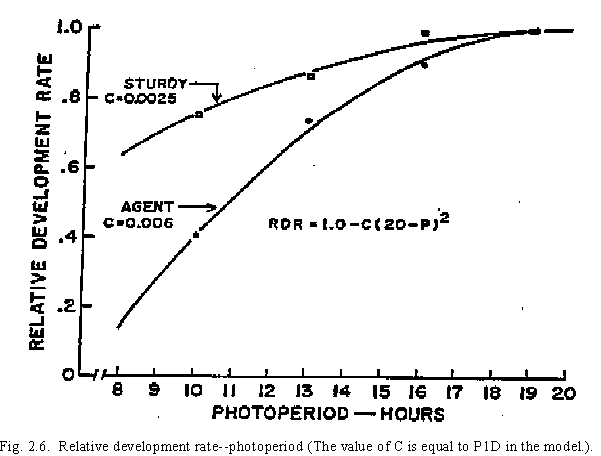 1.0
.8
.6
.4
.2
0
RELATIVE DEVELOPMENT RATE
STURDY
C=0.0025
AGENT
C=0.006
RDR = 1.0-C(20-P)²
8 9 10 11 12 13 14 15 16 17 18 19 20
PHOTOPERIOD — HOURS
Fig. 2.6. Relative development rate--photoperiod (The value of C is equal to P1D in the model.).